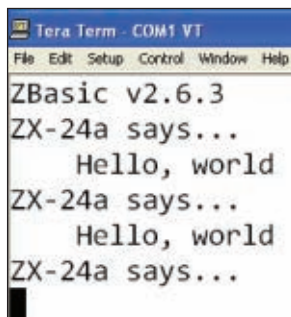 Tera Term - COM1 VT
File Edit Setup Control Window Help
ZBasic v2.6.3
ZX-24a says...
Hello, world
ZX-24a says...
Hello, world
ZX-24a says...